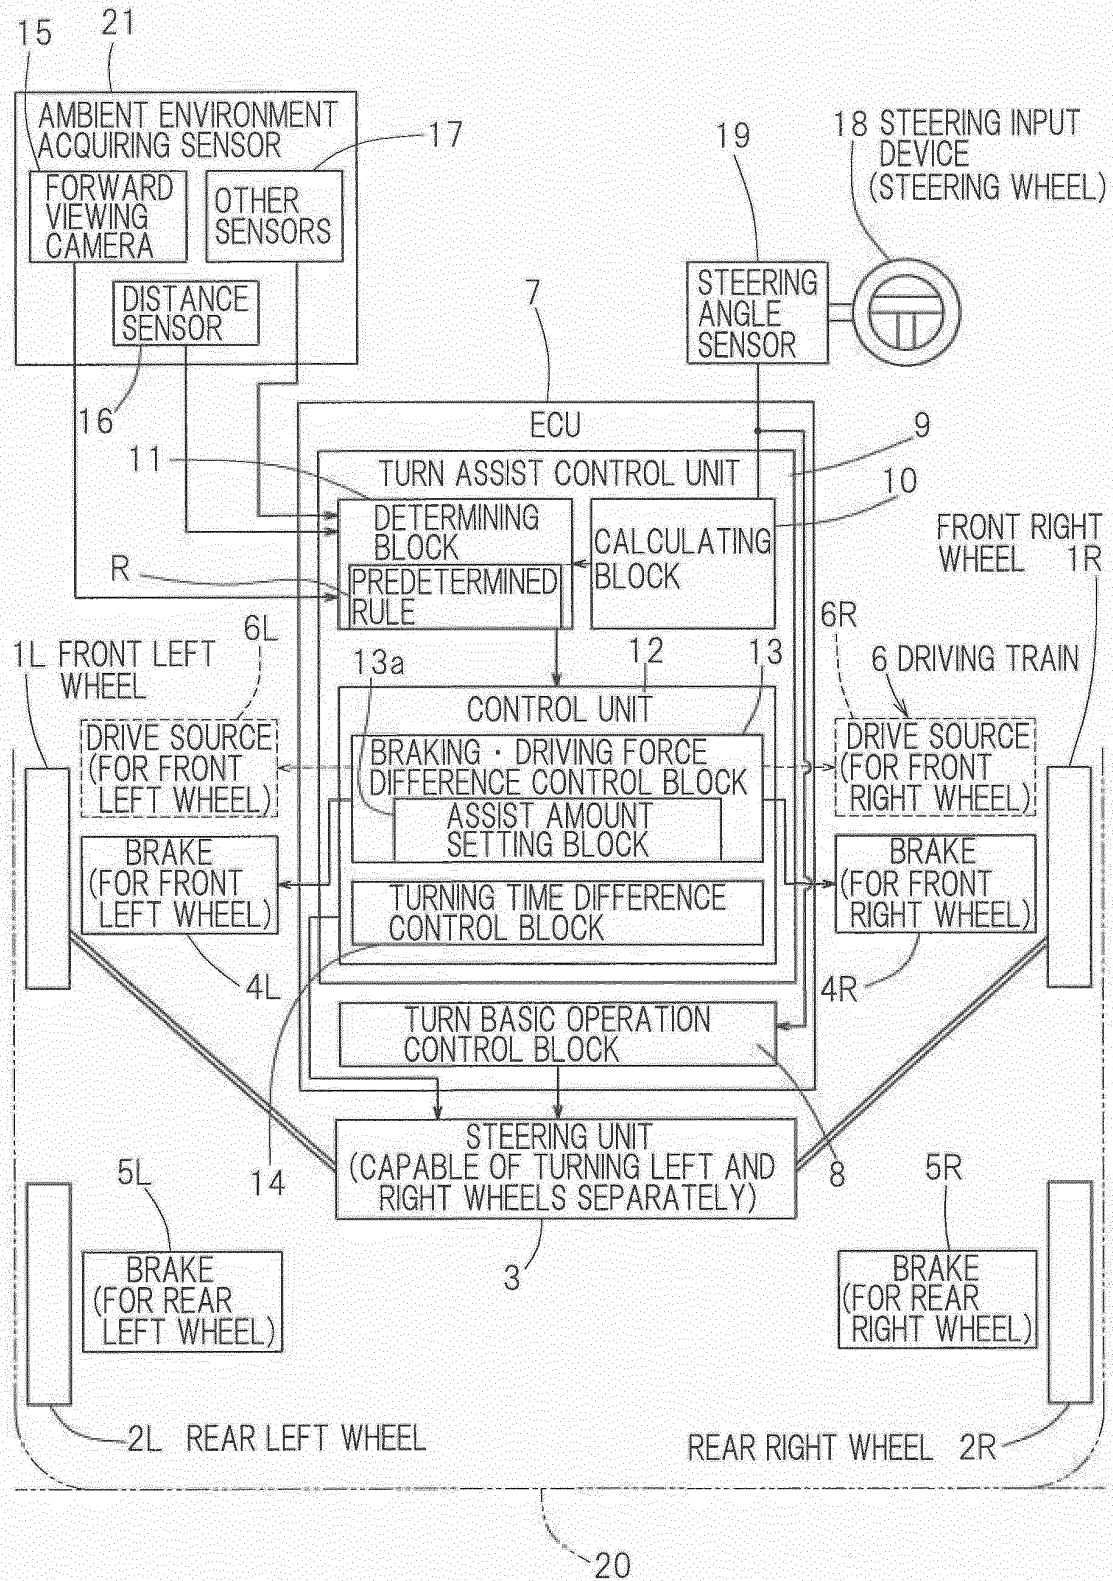 21
15
AMBIENT ENVIRONMENT
ACQUIRING SENSOR
17
FORWARD
VIEWING
CAMERA
OTHER
SENSORS
DISTANCE
SENSOR
16
19
18 STEERING INPUT
DEVICE
(STEERING WHEEL)
STEERING
ANGLE
SENSOR
7
ECU
9
11
TURN ASSIST CONTROL UNIT
10
DETERMINING
BLOCK
R
PREDETERMINED
RULE
CALCULATING
BLOCK
FRONT RIGHT
WHEEL 1R
6L
6R
1L FRONT LEFT
WHEEL
13a
12
13
6 DRIVING TRAIN
CONTROL UNIT
DRIVE SOURCE
(FOR FRONT
LEFT WHEEL)
BRAKING · DRIVING FORCE
DIFFERENCE CONTROL BLOCK
ASSIST AMOUNT
SETTING BLOCK
DRIVE SOURCE
(FOR FRONT
RIGHT WHEEL)
BRAKE
(FOR FRONT
LEFT WHEEL)
BRAKE
(FOR FRONT
RIGHT WHEEL)
TURNING TIME DIFFERENCE
CONTROL BLOCK
4L
4R
TURN BASIC OPERATION
CONTROL BLOCK
STEERING UNIT
(CAPABLE OF TURNING LEFT AND
RIGHT WHEELS SEPARATELY)
14
8
3
5L
5R
BRAKE
(FOR REAR
LEFT WHEEL)
BRAKE
(FOR REAR
RIGHT WHEEL)
2L REAR LEFT WHEEL
REAR RIGHT WHEEL 2R
20